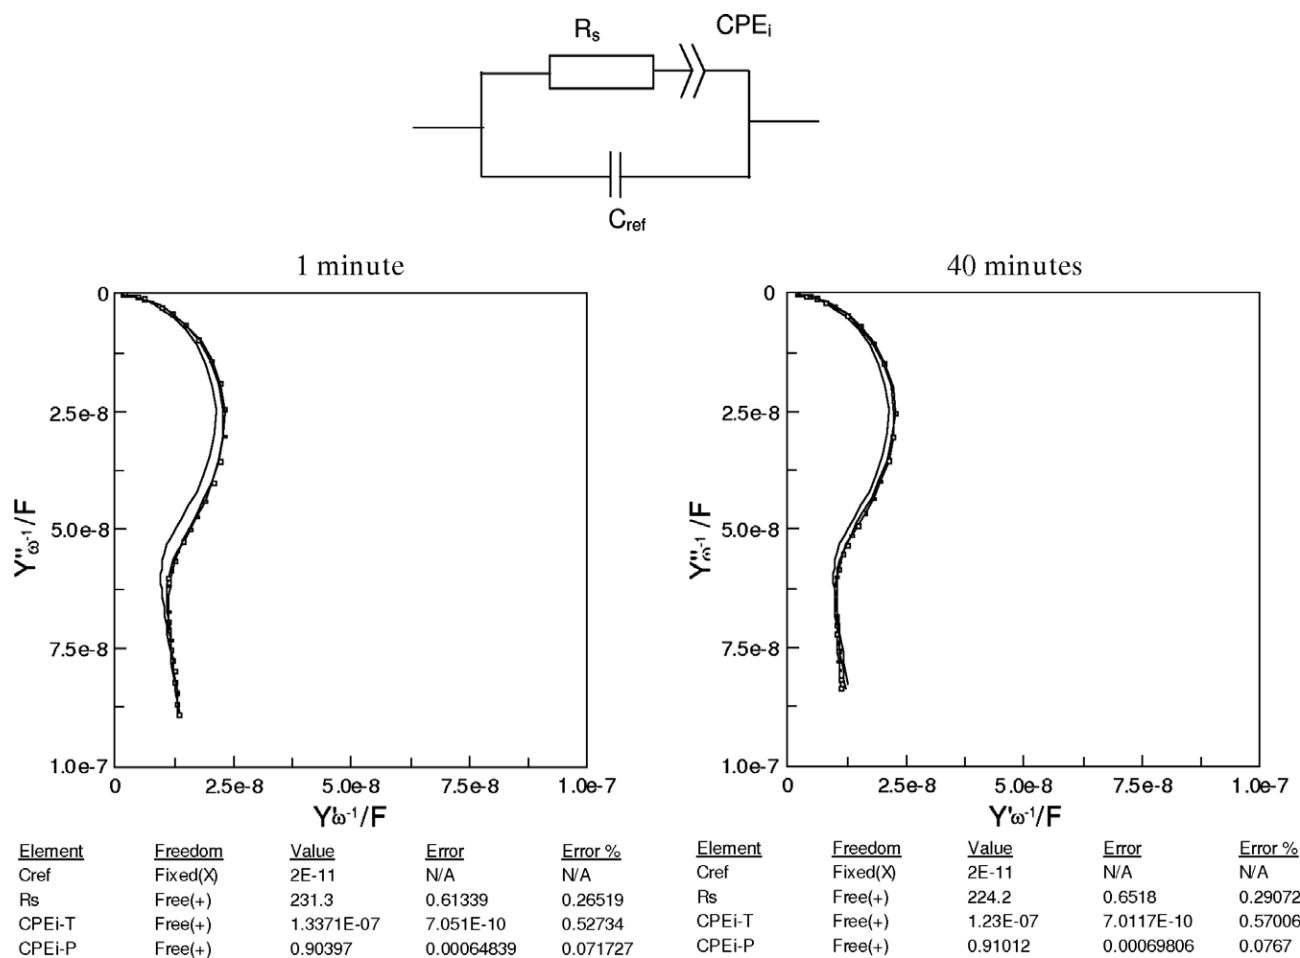 Rs CPEi
Cref
1 minute
0
2.5e-8
5.0e-8
7.5e-8
1.0e-7
Y''ω-1/F
0 2.5e-8 5.0e-8 7.5e-8 1.0e-7
Y'ω-1/F
Element Freedom Value Error Error %
Cref Fixed(X) 2E-11 N/A N/A
Rs Free(+) 231.3 0.61339 0.26519
CPEi-T Free(+) 1.3371E-07 7.051E-10 0.52734
CPEi-P Free(+) 0.90397 0.00064839 0.071727
40 minutes
0
2.5e-8
5.0e-8
7.5e-8
1.0e-7
Y''ω-1/F
0 2.5e-8 5.0e-8 7.5e-8 1.0e-7
Y'ω-1/F
Element Freedom Value Error Error %
Cref Fixed(X) 2E-11 N/A N/A
Rs Free(+) 224.2 0.6518 0.29072
CPEi-T Free(+) 1.23E-07 7.0117E-10 0.57006
CPEi-P Free(+) 0.91012 0.00069806 0.0767